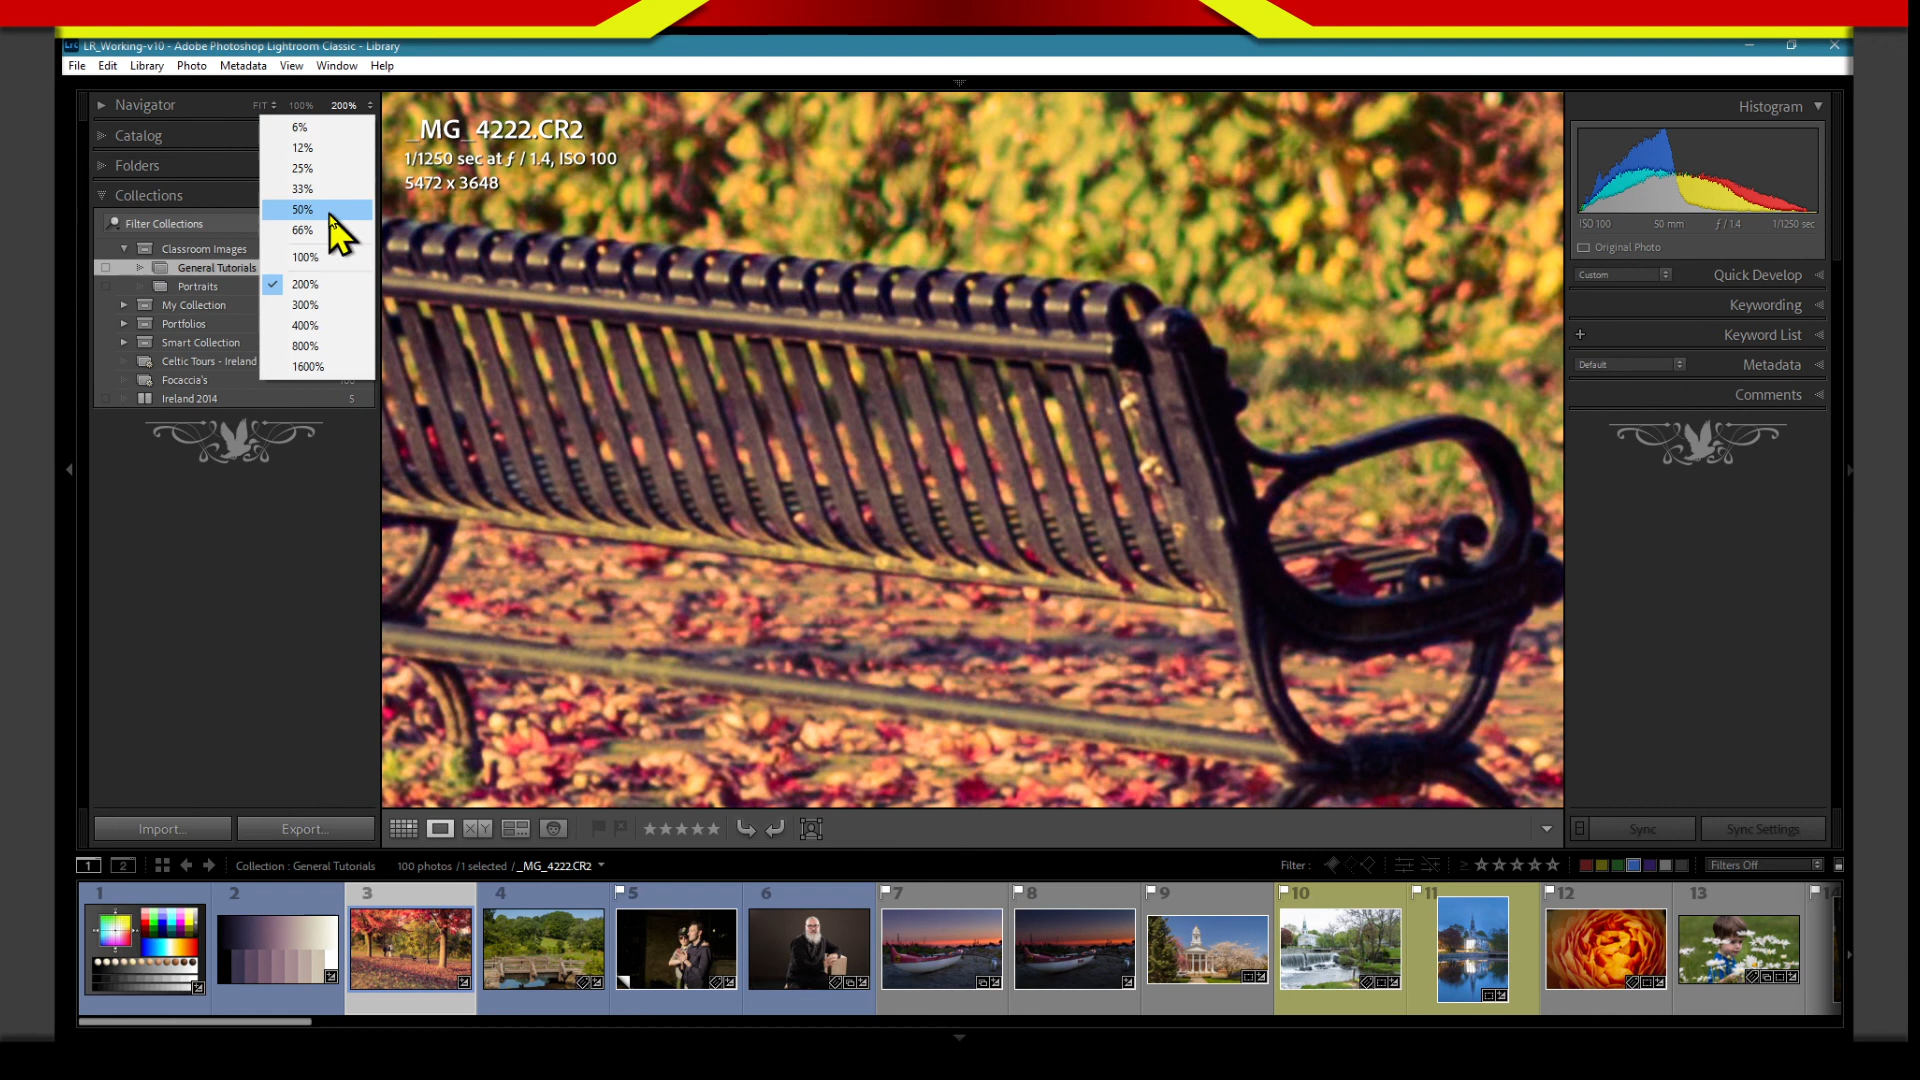 LR_Working-v10 - Adobe Photoshop Lightroom Classic - Library
File Edit Library Photo Metadata View Window Help
Navigator FIT 100% 200%
6%
12%
25%
33%
50%
66%
100%
200%
300%
400%
800%
1600%
Catalog
Folders
Collections
Filter Collections
Classroom Images
General Tutorials
Portraits
My Collection
Portfolios
Smart Collection
Celtic Tours - Ireland
Focaccia's
Ireland 2014 5
Import... Export...
_MG_4222.CR2
1/1250 sec at ƒ / 1.4, ISO 100
5472 x 3648
Histogram
ISO 100 50 mm ƒ / 1.4 1/1250 sec
Original Photo
Custom Quick Develop
Keywording
+ Keyword List
Default Metadata
Comments
X Y
Sync Sync Settings
1 2 Collection : General Tutorials 100 photos / 1 selected / _MG_4222.CR2 Filter : ≥ Filters Off
1 2 3 4 5 6 7 8 9 10 11 12 13 14